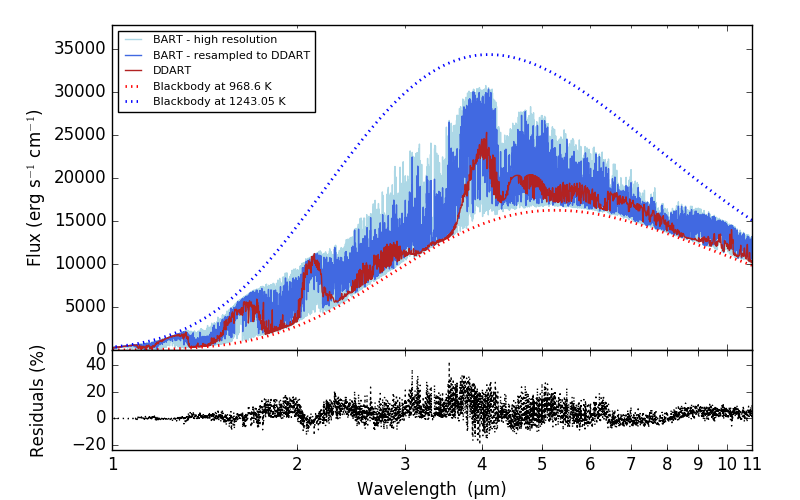 35000
30000
25000
20000
15000
10000
5000
0
Flux (erg s⁻¹ cm⁻¹)
BART - high resolution
BART - resampled to DDART
DDART
Blackbody at 968.6 K
Blackbody at 1243.05 K
40
20
0
−20
Residuals (%)
1 2 3 4 5 6 7 8 9 10 11
Wavelength (μm)